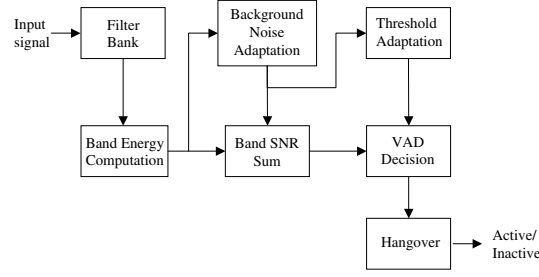 Input
signal
Filter
Bank
Background
Noise
Adaptation
Threshold
Adaptation
Band Energy
Computation
Band SNR
Sum
VAD
Decision
Hangover
Active/
Inactive